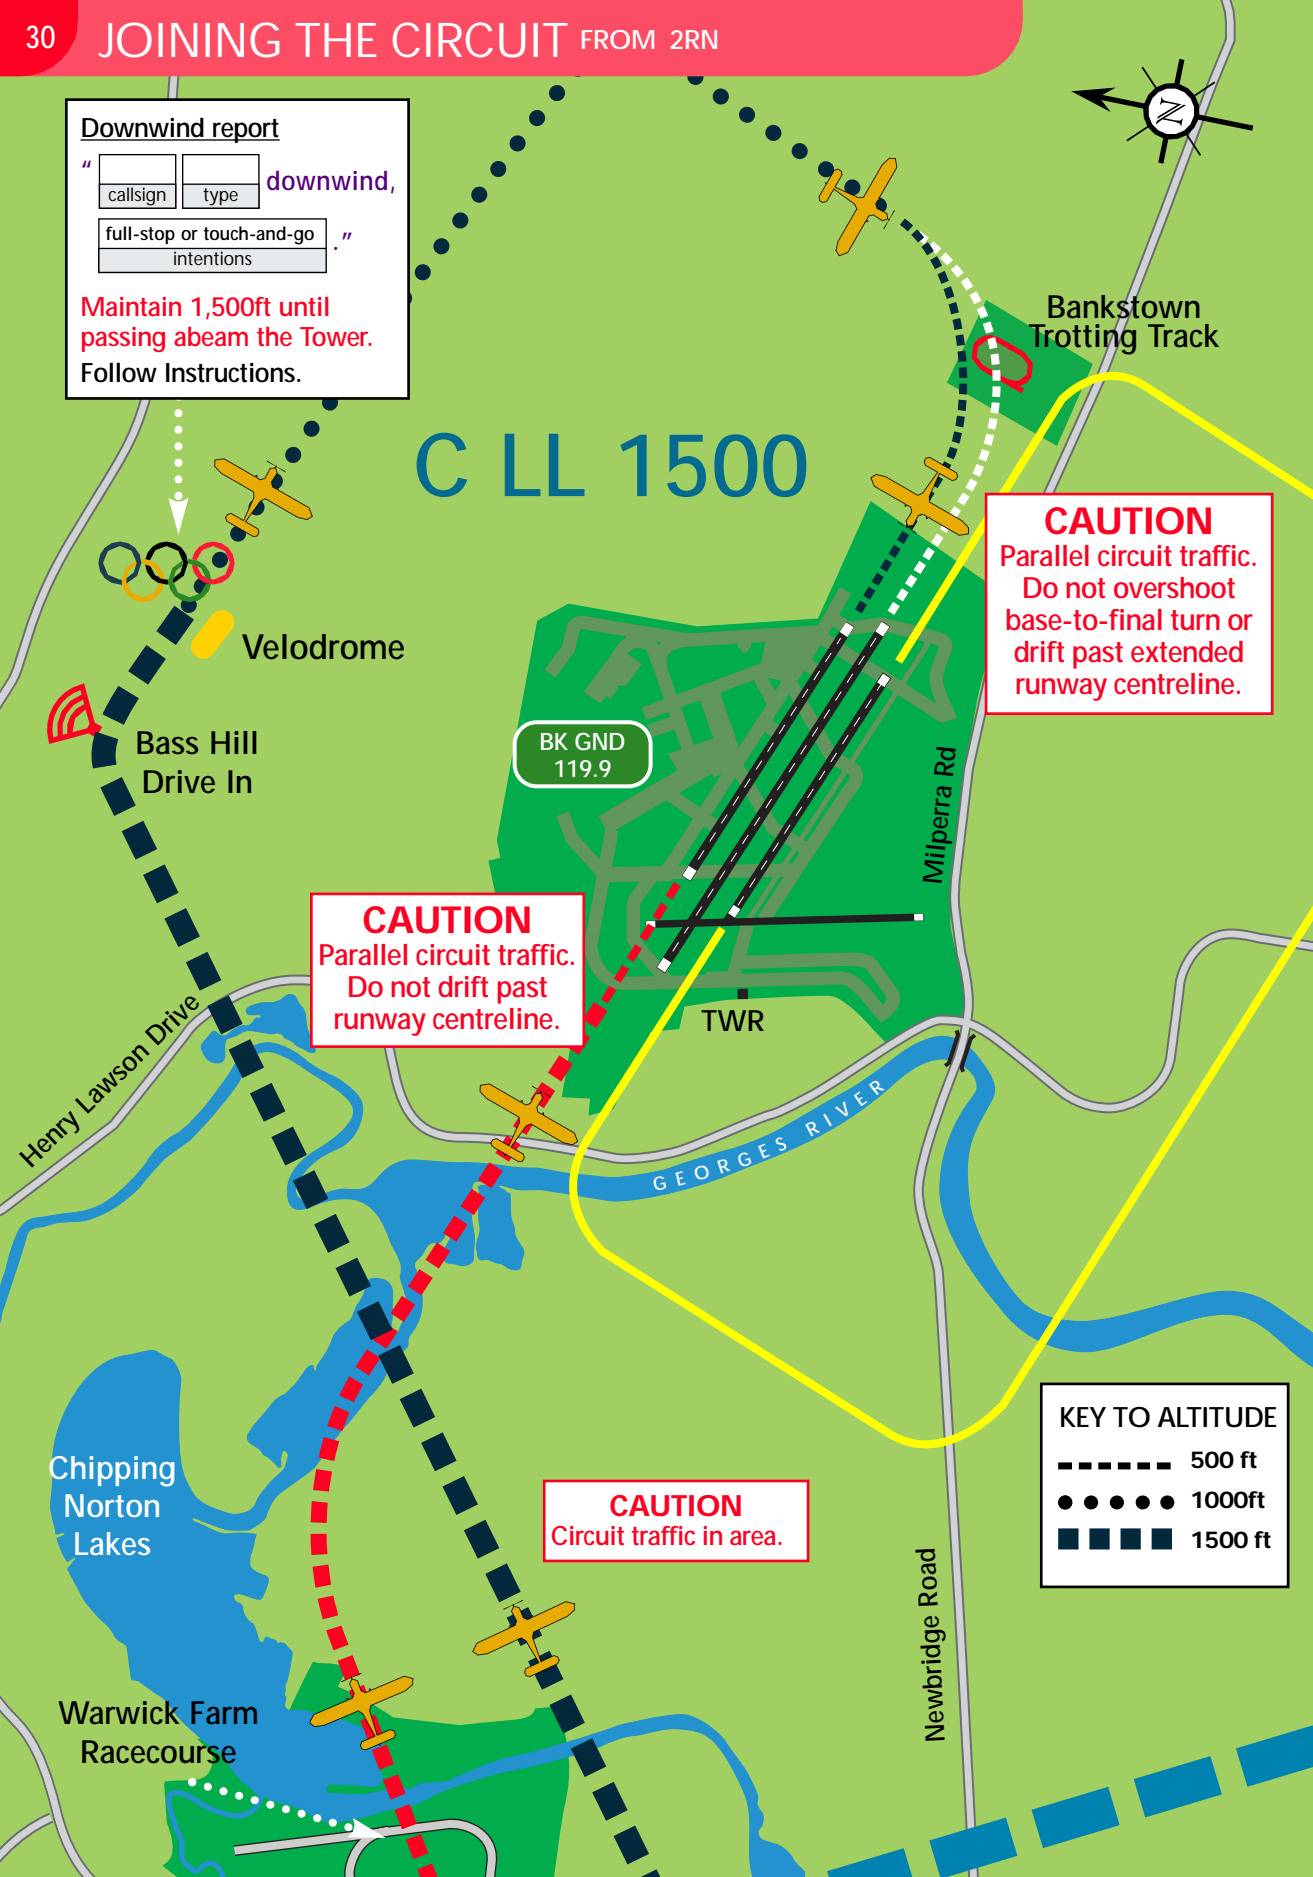 30
JOINING THE CIRCUIT FROM 2RN
N
Downwind report
“
callsign
type
downwind,
full-stop or touch-and-go
intentions
.”
Maintain 1,500ft until
passing abeam the Tower.
Follow Instructions.
Bankstown
Trotting Track
C LL 1500
CAUTION
Parallel circuit traffic.
Do not overshoot
base-to-final turn or
drift past extended
runway centreline.
Velodrome
Bass Hill
Drive In
BK GND
119.9
Milperra Rd
CAUTION
Parallel circuit traffic.
Do not drift past
runway centreline.
TWR
Henry Lawson Drive
GEORGES RIVER
KEY TO ALTITUDE
500 ft
1000ft
1500 ft
Chipping
Norton
Lakes
CAUTION
Circuit traffic in area.
Newbridge Road
Warwick Farm
Racecourse